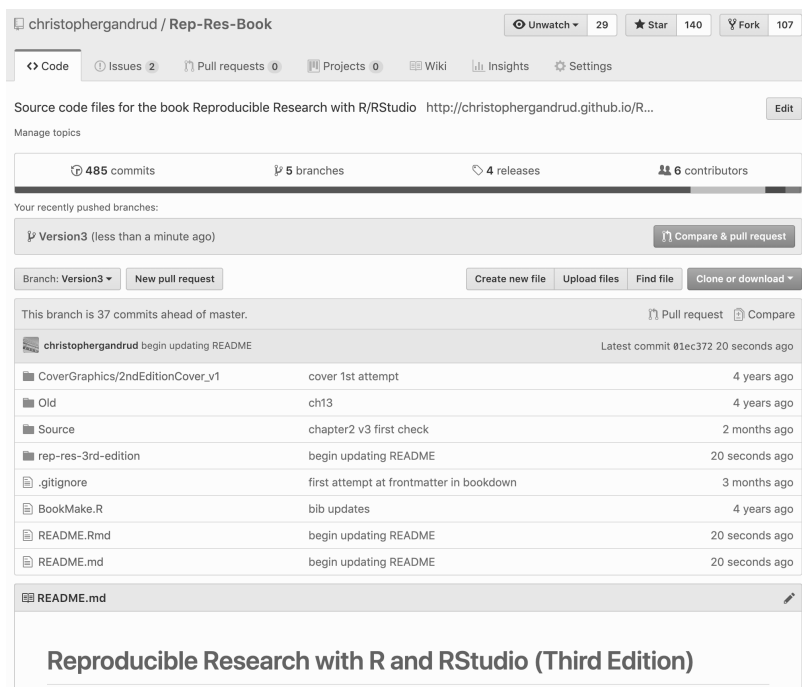 christophergandrud / Rep-Res-Book Unwatch 29 Star 140 Fork 107
Code Issues 2 Pull requests 0 Projects 0 Wiki Insights Settings
Source code files for the book Reproducible Research with R/RStudio http://christophergandrud.github.io/R... Edit
Manage topics
485 commits 5 branches 4 releases 6 contributors
Your recently pushed branches:
Version3 (less than a minute ago) Compare & pull request
Branch: Version3 New pull request Create new file Upload files Find file Clone or download
This branch is 37 commits ahead of master. Pull request Compare
christophergandrud begin updating README Latest commit 01ec372 20 seconds ago
CoverGraphics/2ndEditionCover_v1 cover 1st attempt 4 years ago
Old ch13 4 years ago
Source chapter2 v3 first check 2 months ago
rep-res-3rd-edition begin updating README 20 seconds ago
.gitignore first attempt at frontmatter in bookdown 3 months ago
BookMake.R bib updates 4 years ago
README.Rmd begin updating README 20 seconds ago
README.md begin updating README 20 seconds ago
README.md
Reproducible Research with R and RStudio (Third Edition)